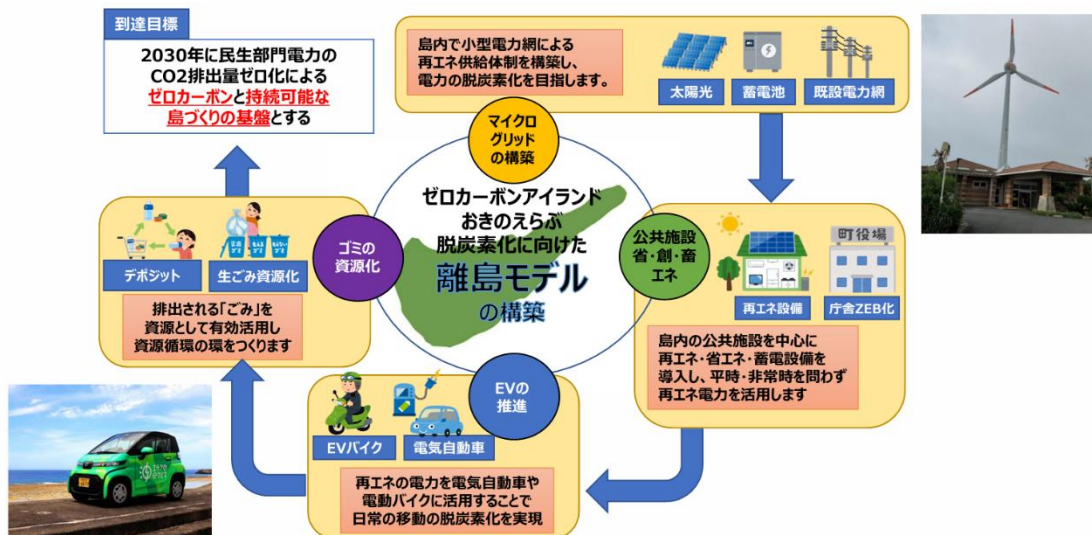 到達目標
2030年に民生部門電力の
CO2排出量ゼロ化による
ゼロカーボンと持続可能な
島づくりの基盤とする
島内で小型電力網による
再エネ供給体制を構築し、
電力の脱炭素化を目指します。
太陽光
蓄電池
既設電力網
マイクロ
グリッド
の構築
ゼロカーボンアイランド
おきのえらぶ
脱炭素化に向けた
離島モデル
の構築
公共施設
省・創・蓄
エネ
町役場
再エネ設備
庁舎ZEB化
島内の公共施設を中心に
再エネ・省エネ・蓄電設備を
導入し、平時・非常時を問わず
再エネ電力を活用します
EVの
推進
EVバイク
電気自動車
再エネの電力を電気自動車や
電動バイクに活用することで
日常の移動の脱炭素化を実現
ゴミの
資源化
デポジット
生ごみ資源化
排出される「ごみ」を
資源として有効活用し
資源循環の環をつくります